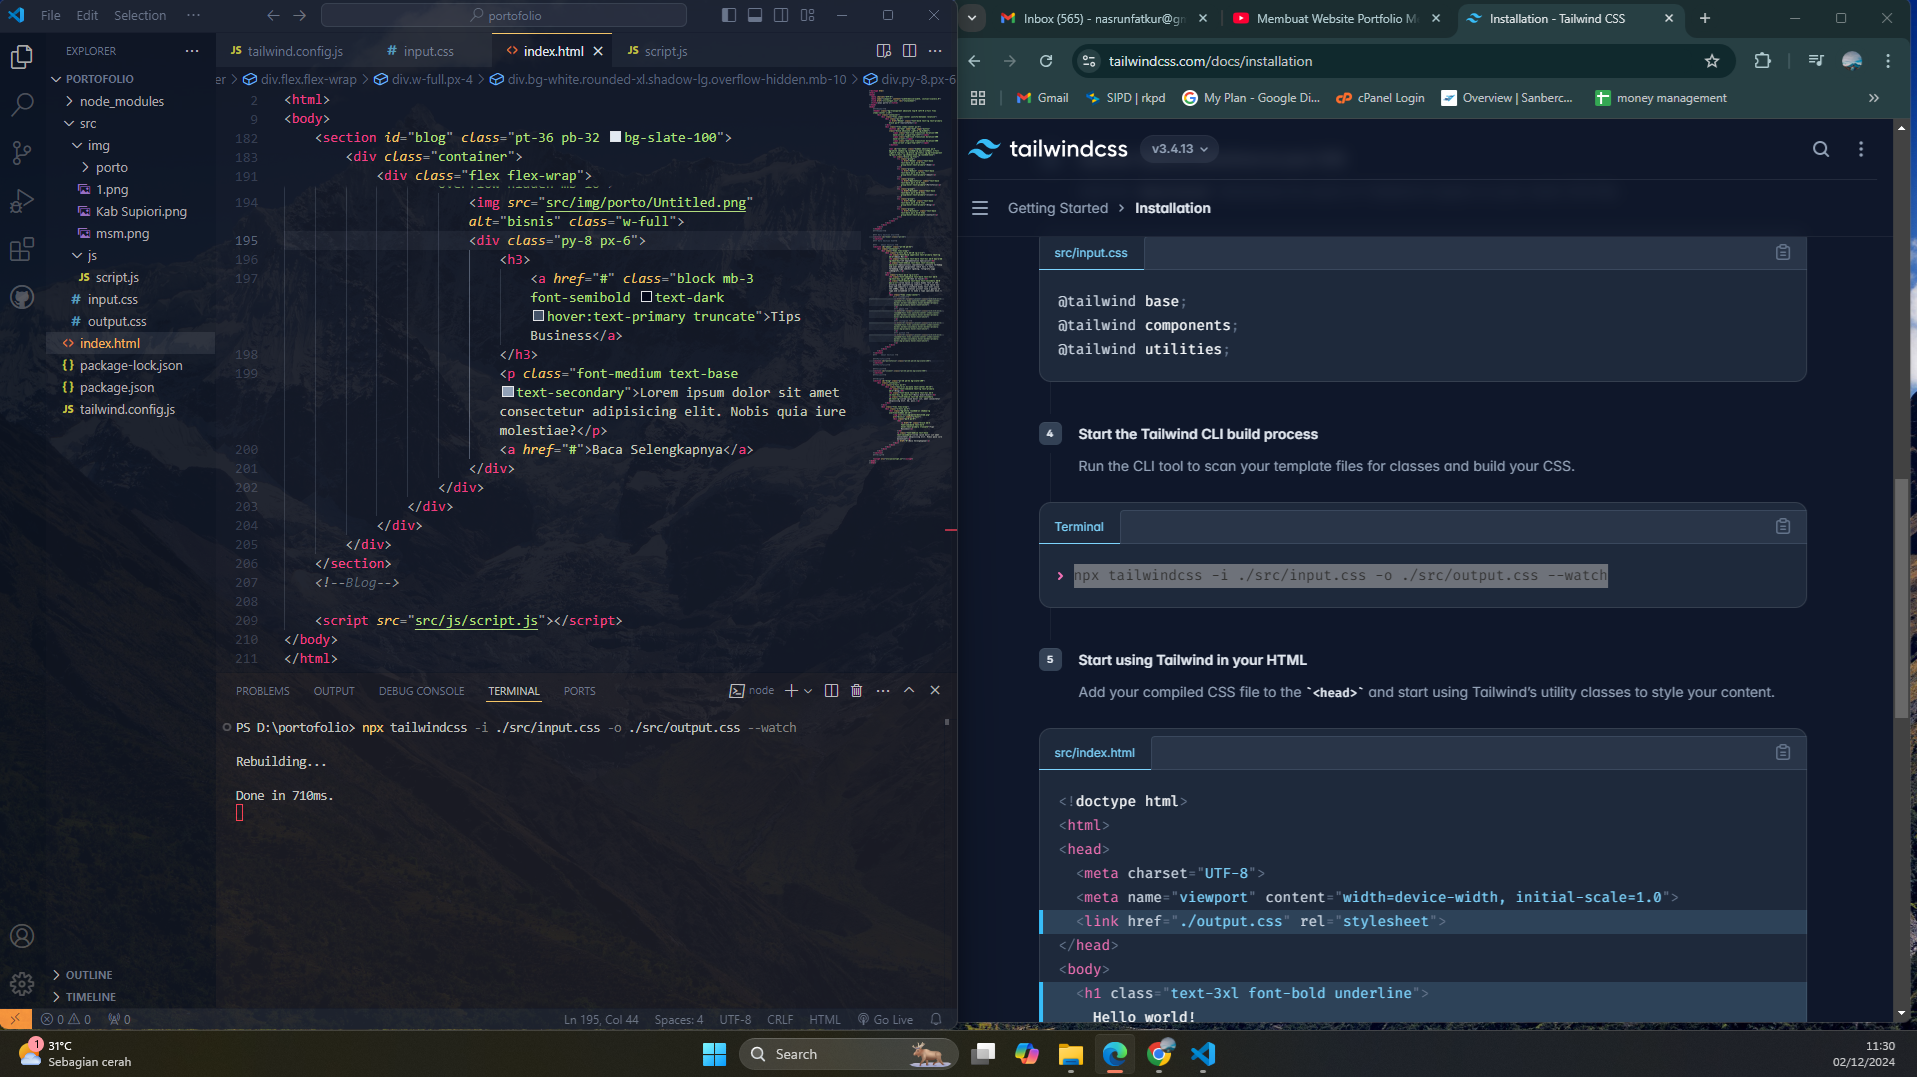 File Edit Selection ··· portofolio
EXPLORER ···
PORTOFOLIO
node_modules
src
img
porto
1.png
Kab Supiori.png
msm.png
js
JS script.js
# input.css
# output.css
<> index.html
{} package-lock.json
{} package.json
JS tailwind.config.js
OUTLINE
TIMELINE
JS tailwind.config.js # input.css <> index.html JS script.js
er > div.flex.flex-wrap > div.w-full.px-4 > div.bg-white.rounded-xl.shadow-lg.overflow-hidden.mb-10 > div.py-8.px-6
2 <html>
9 <body>
182 <section id="blog" class="pt-36 pb-32 bg-slate-100">
183 <div class="container">
191 <div class="flex flex-wrap">
194 <img src="src/img/porto/Untitled.png"
alt="bisnis" class="w-full">
195 <div class="py-8 px-6">
196 <h3>
197 <a href="#" class="block mb-3
font-semibold text-dark
hover:text-primary truncate">Tips
Business</a>
198 </h3>
199 <p class="font-medium text-base
text-secondary">Lorem ipsum dolor sit amet
consectetur adipisicing elit. Nobis quia iure
molestiae?</p>
200 <a href="#">Baca Selengkapnya</a>
201 </div>
202 </div>
203 </div>
204 </div>
205 </div>
206 </section>
207 <!--Blog-->
208
209 <script src="src/js/script.js"></script>
210 </body>
211 </html>
PROBLEMS OUTPUT DEBUG CONSOLE TERMINAL PORTS node
PS D:\portofolio> npx tailwindcss -i ./src/input.css -o ./src/output.css --watch
Rebuilding...
Done in 710ms.
0 0 0 Ln 195, Col 44 Spaces: 4 UTF-8 CRLF HTML Go Live
Inbox (565) - nasrunfatkur@gm Membuat Website Portfolio M Installation - Tailwind CSS
tailwindcss.com/docs/installation
Gmail SIPD | rkpd My Plan - Google Di... cPanel Login Overview | Sanberc... money management
tailwindcss v3.4.13
Getting Started > Installation
src/input.css
@tailwind base;
@tailwind components;
@tailwind utilities;
4 Start the Tailwind CLI build process
Run the CLI tool to scan your template files for classes and build your CSS.
Terminal
> npx tailwindcss -i ./src/input.css -o ./src/output.css --watch
5 Start using Tailwind in your HTML
Add your compiled CSS file to the `<head>` and start using Tailwind's utility classes to style your content.
src/index.html
<!doctype html>
<html>
<head>
<meta charset="UTF-8">
<meta name="viewport" content="width=device-width, initial-scale=1.0">
<link href="./output.css" rel="stylesheet">
</head>
<body>
<h1 class="text-3xl font-bold underline">
Hello world!
1 31°C
Sebagian cerah
Search
11:30
02/12/2024